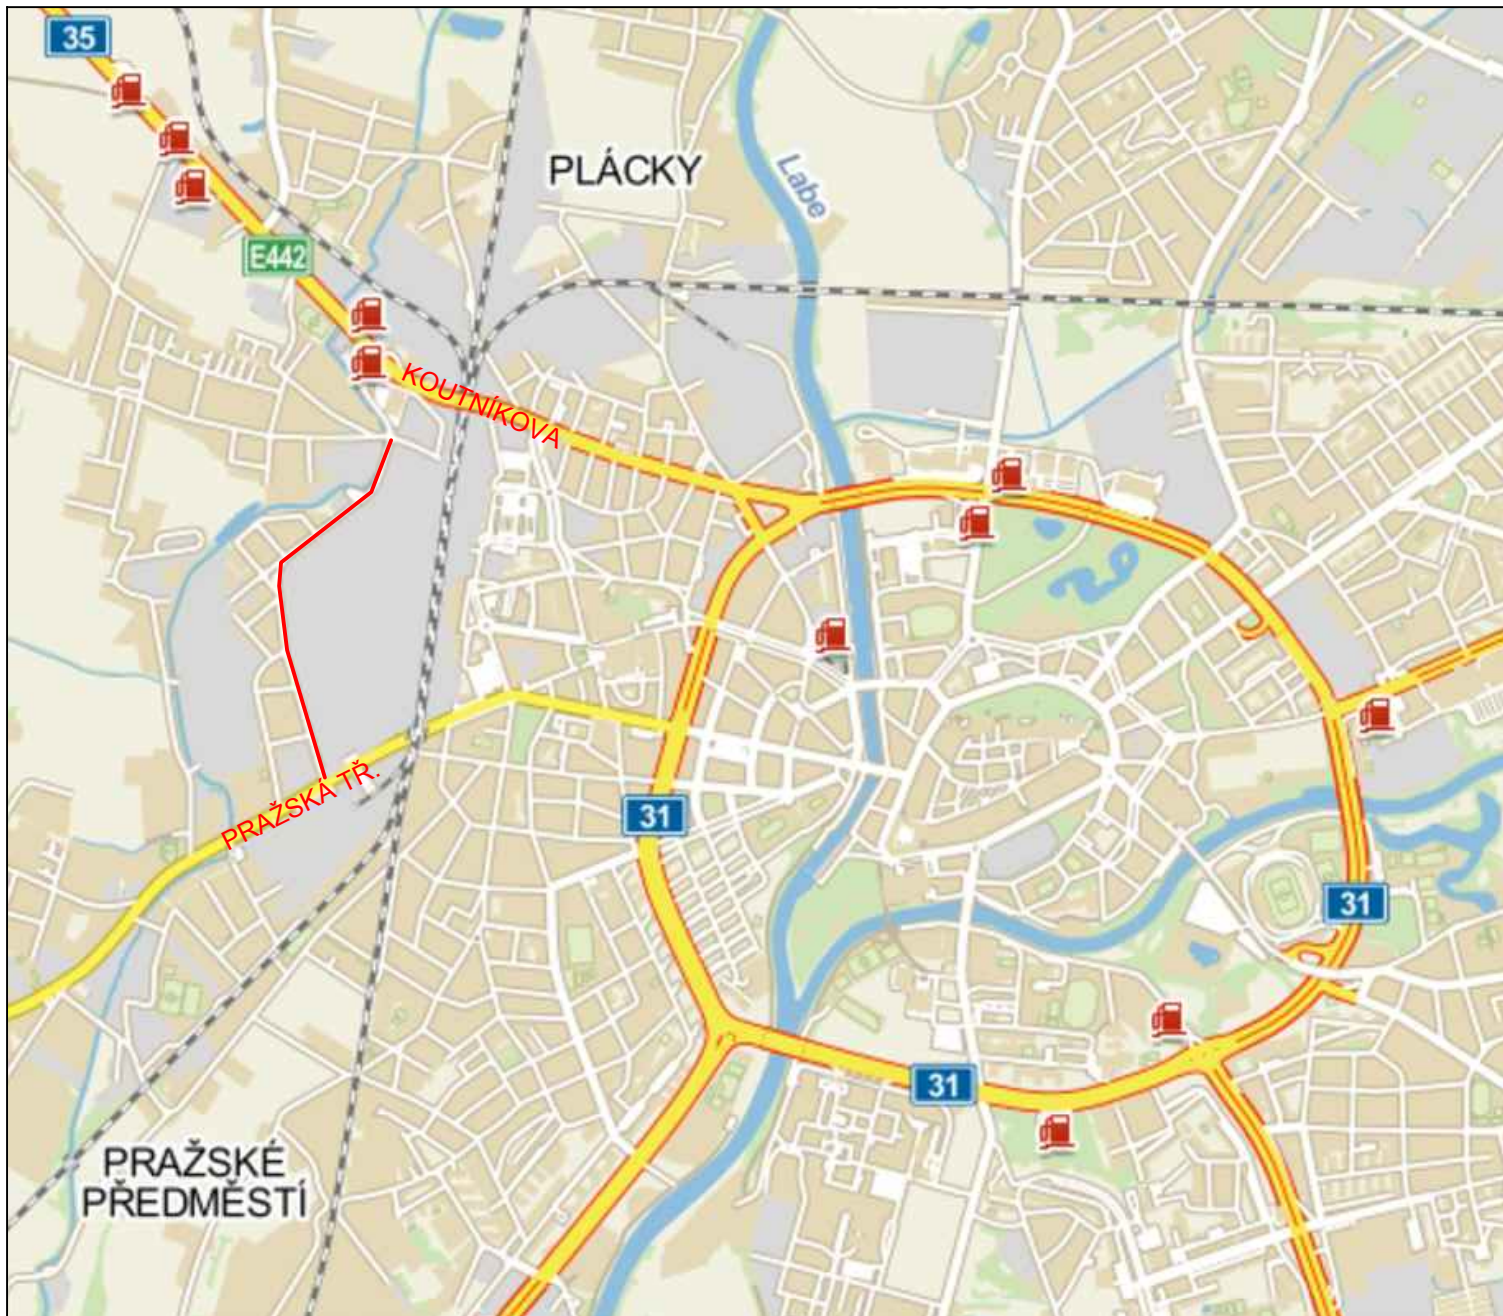 35
PLÁCKY
Labe
E442
KOUTNÍKOVA
PRAŽSKÁ TŘ.
31
31
31
PRAŽSKÉ
PŘEDMĚSTÍ